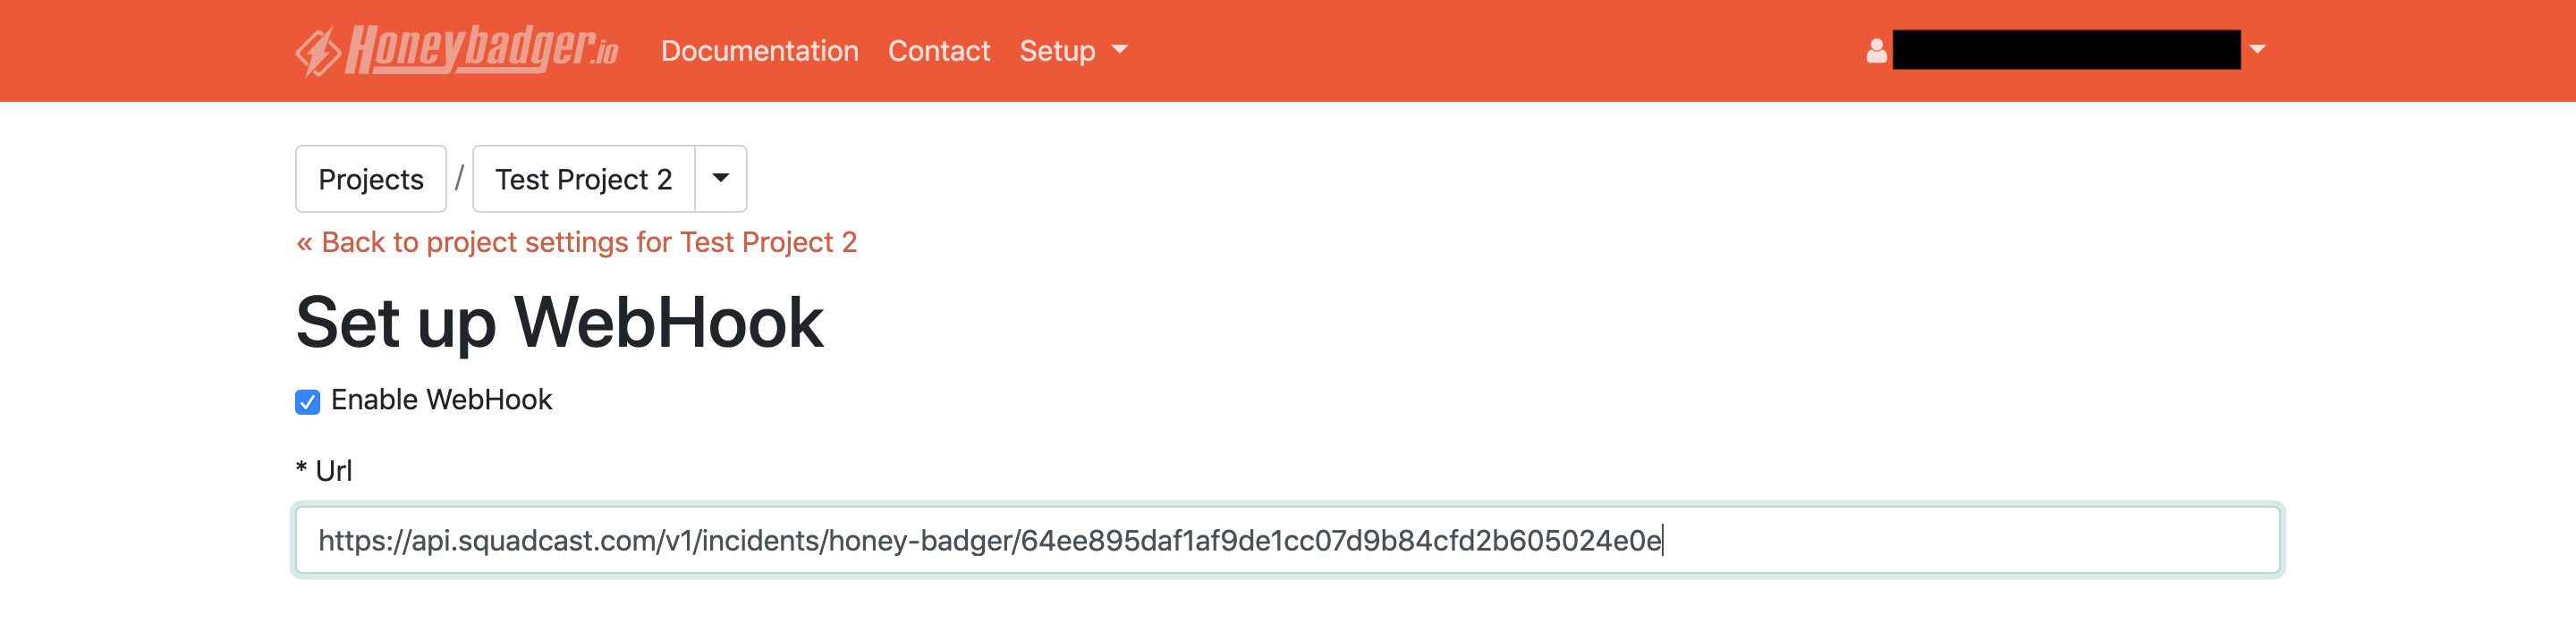 Honeybadger.io Documentation Contact Setup
Projects / Test Project 2
« Back to project settings for Test Project 2
Set up WebHook
Enable WebHook
* Url
https://api.squadcast.com/v1/incidents/honey-badger/64ee895daf1af9de1cc07d9b84cfd2b605024e0e